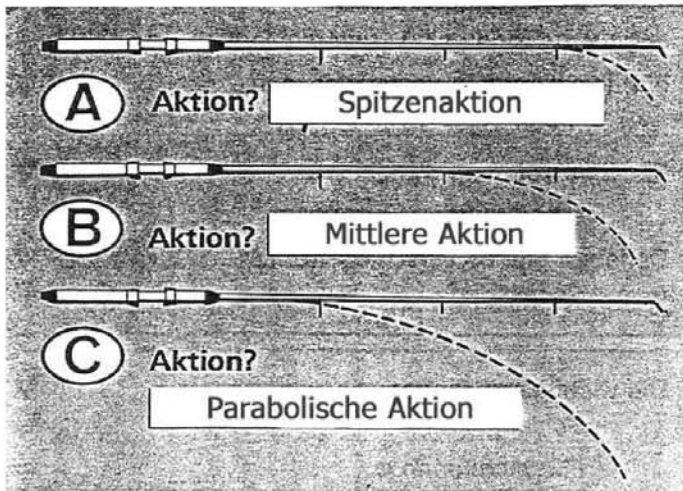 A Aktion? Spitzenaktion
B Aktion? Mittlere Aktion
C Aktion?
Parabolische Aktion